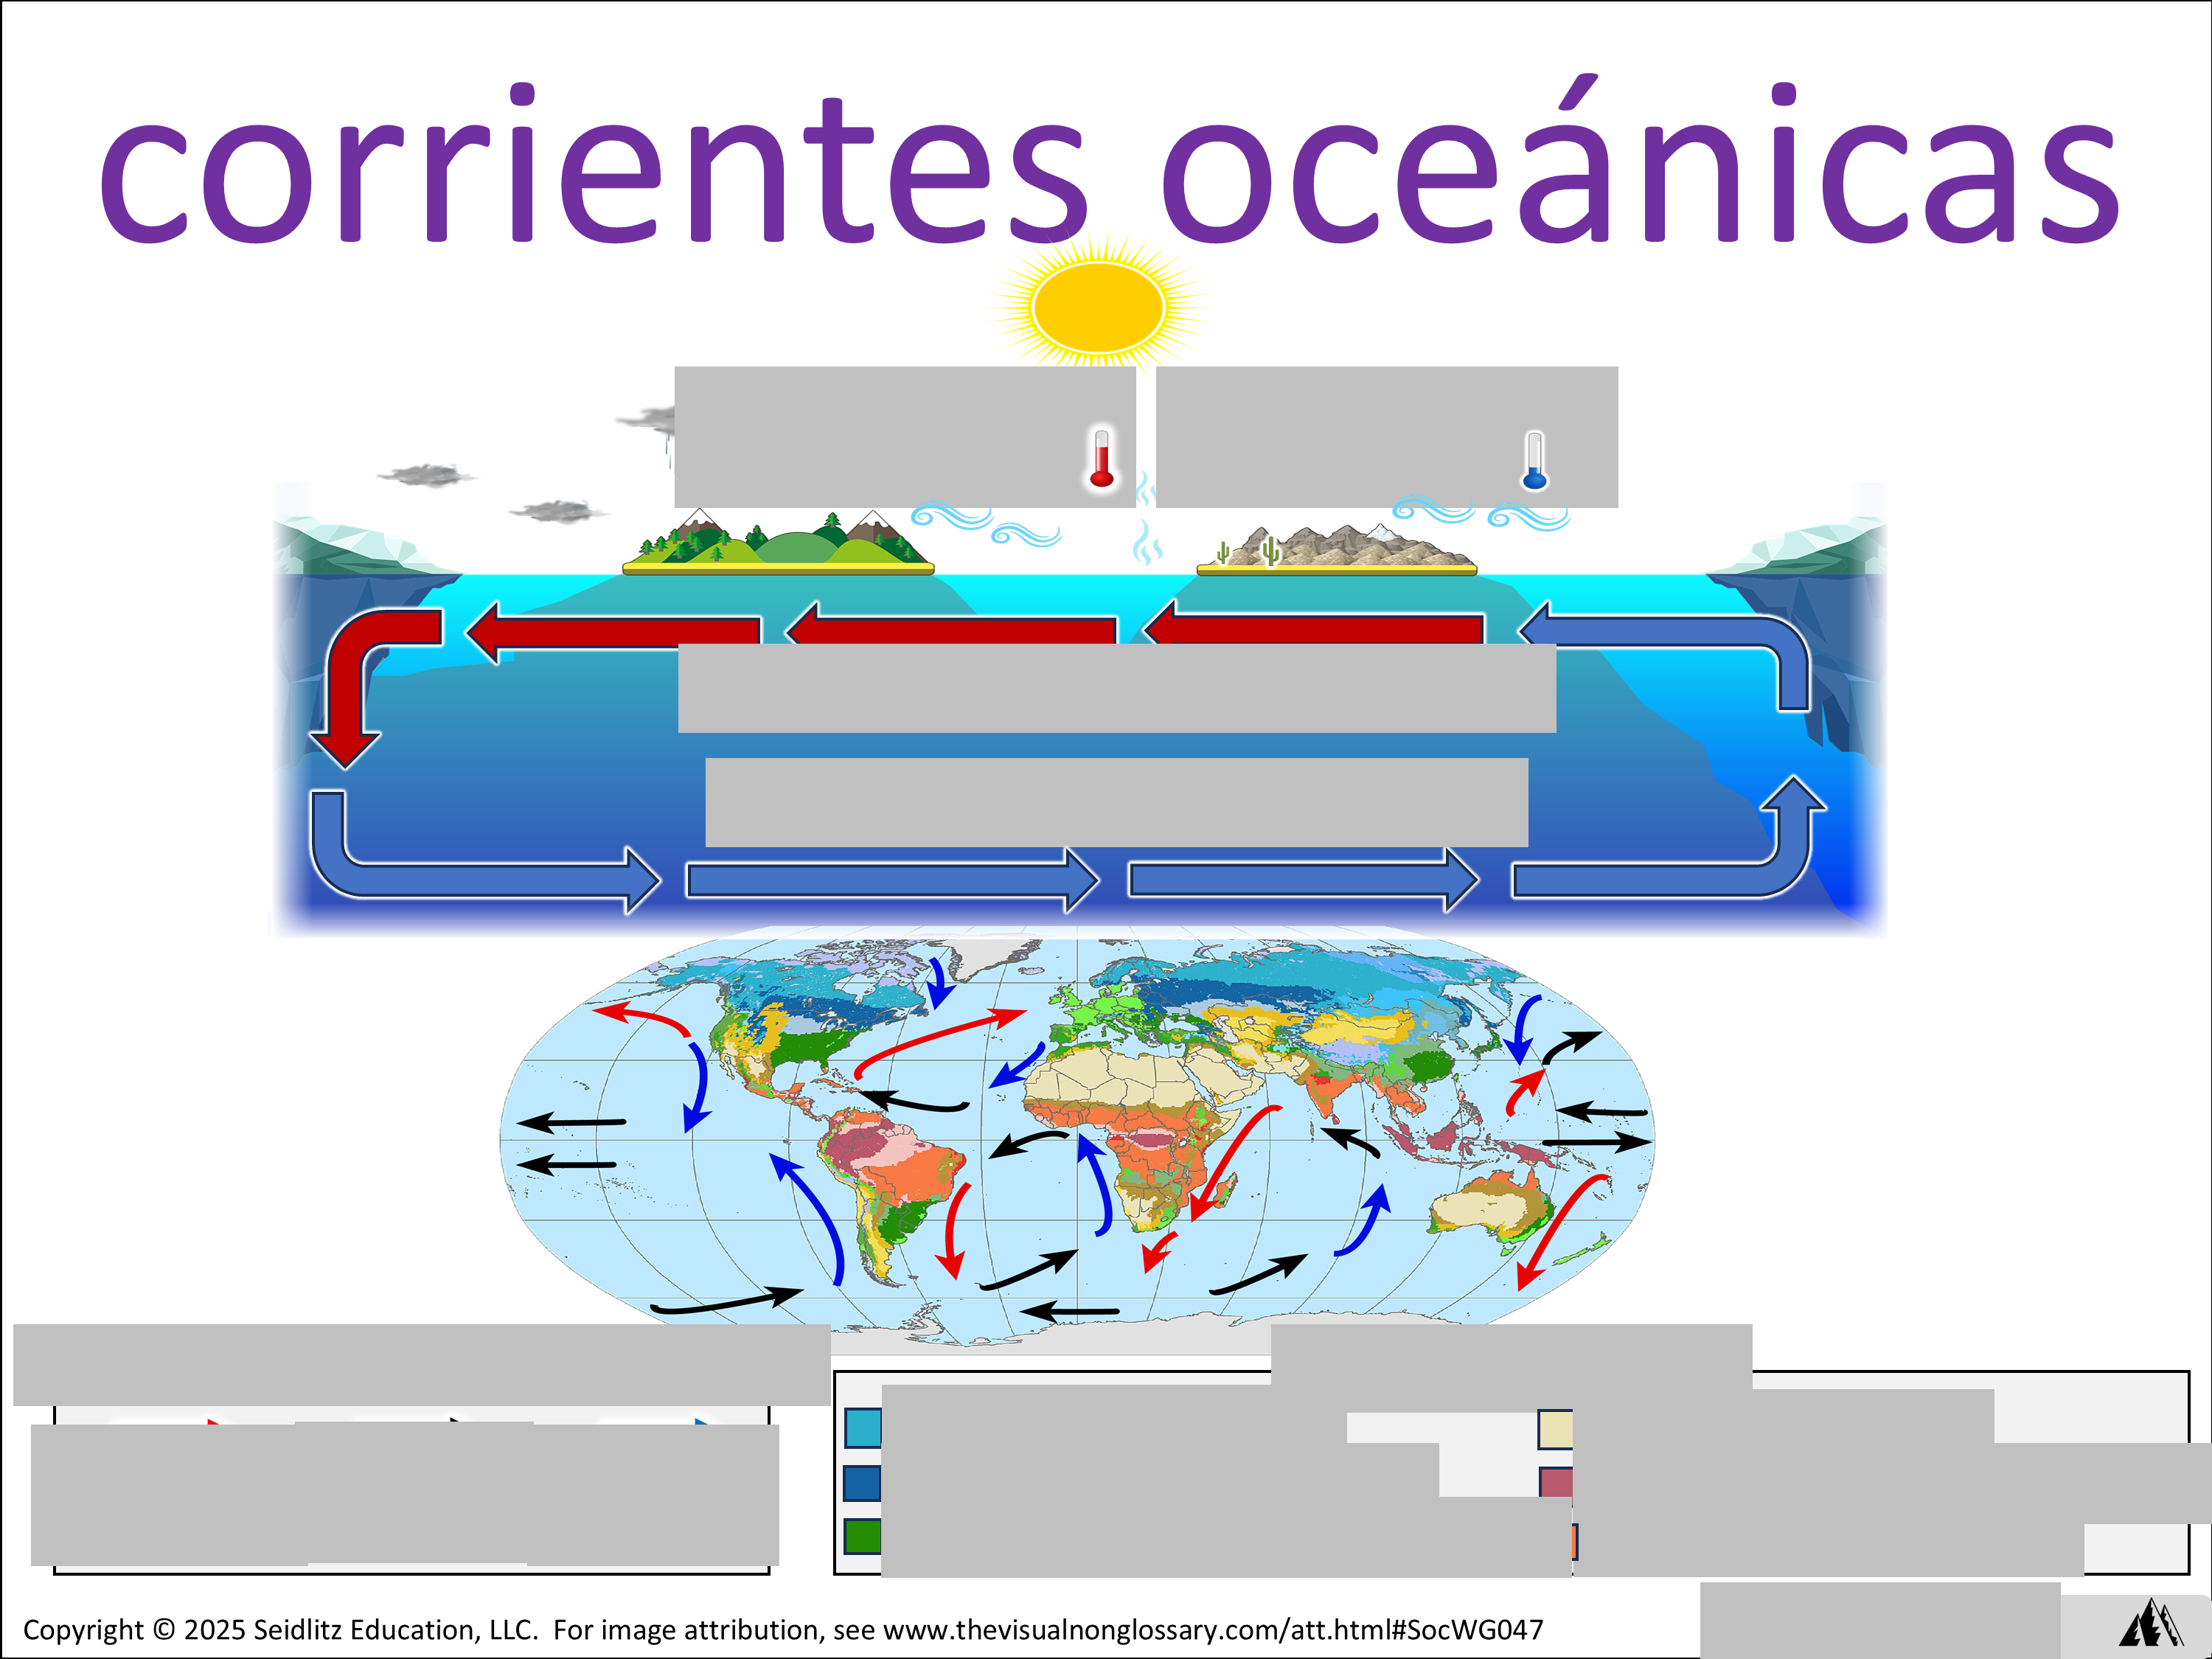 corrientes oceánicas
Copyright © 2025 Seidlitz Education, LLC.  For image attribution, see www.thevisualnonglossary.com/att.html#SocWG047